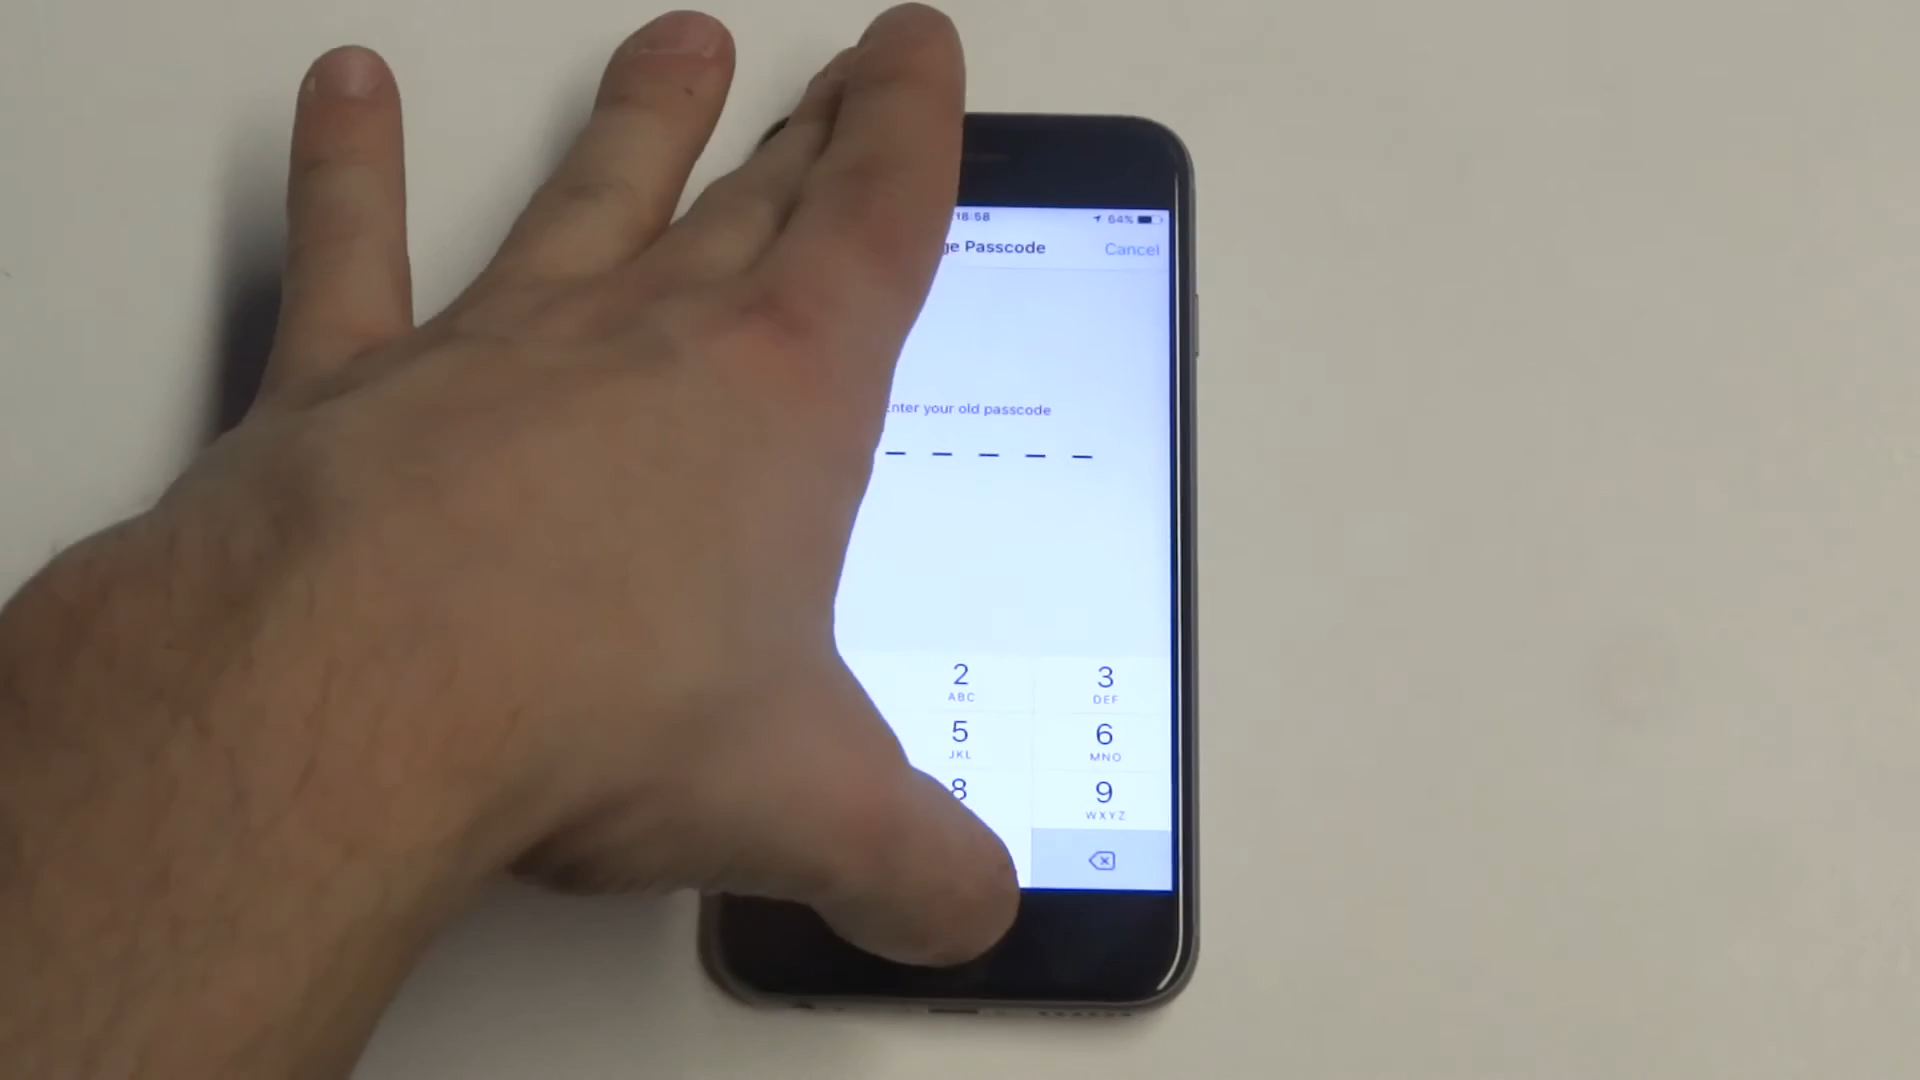 18:58 64%
ge Passcode Cancel
Enter your old passcode
2 3
ABC DEF
5 6
JKL MNO
8 9
WXYZ